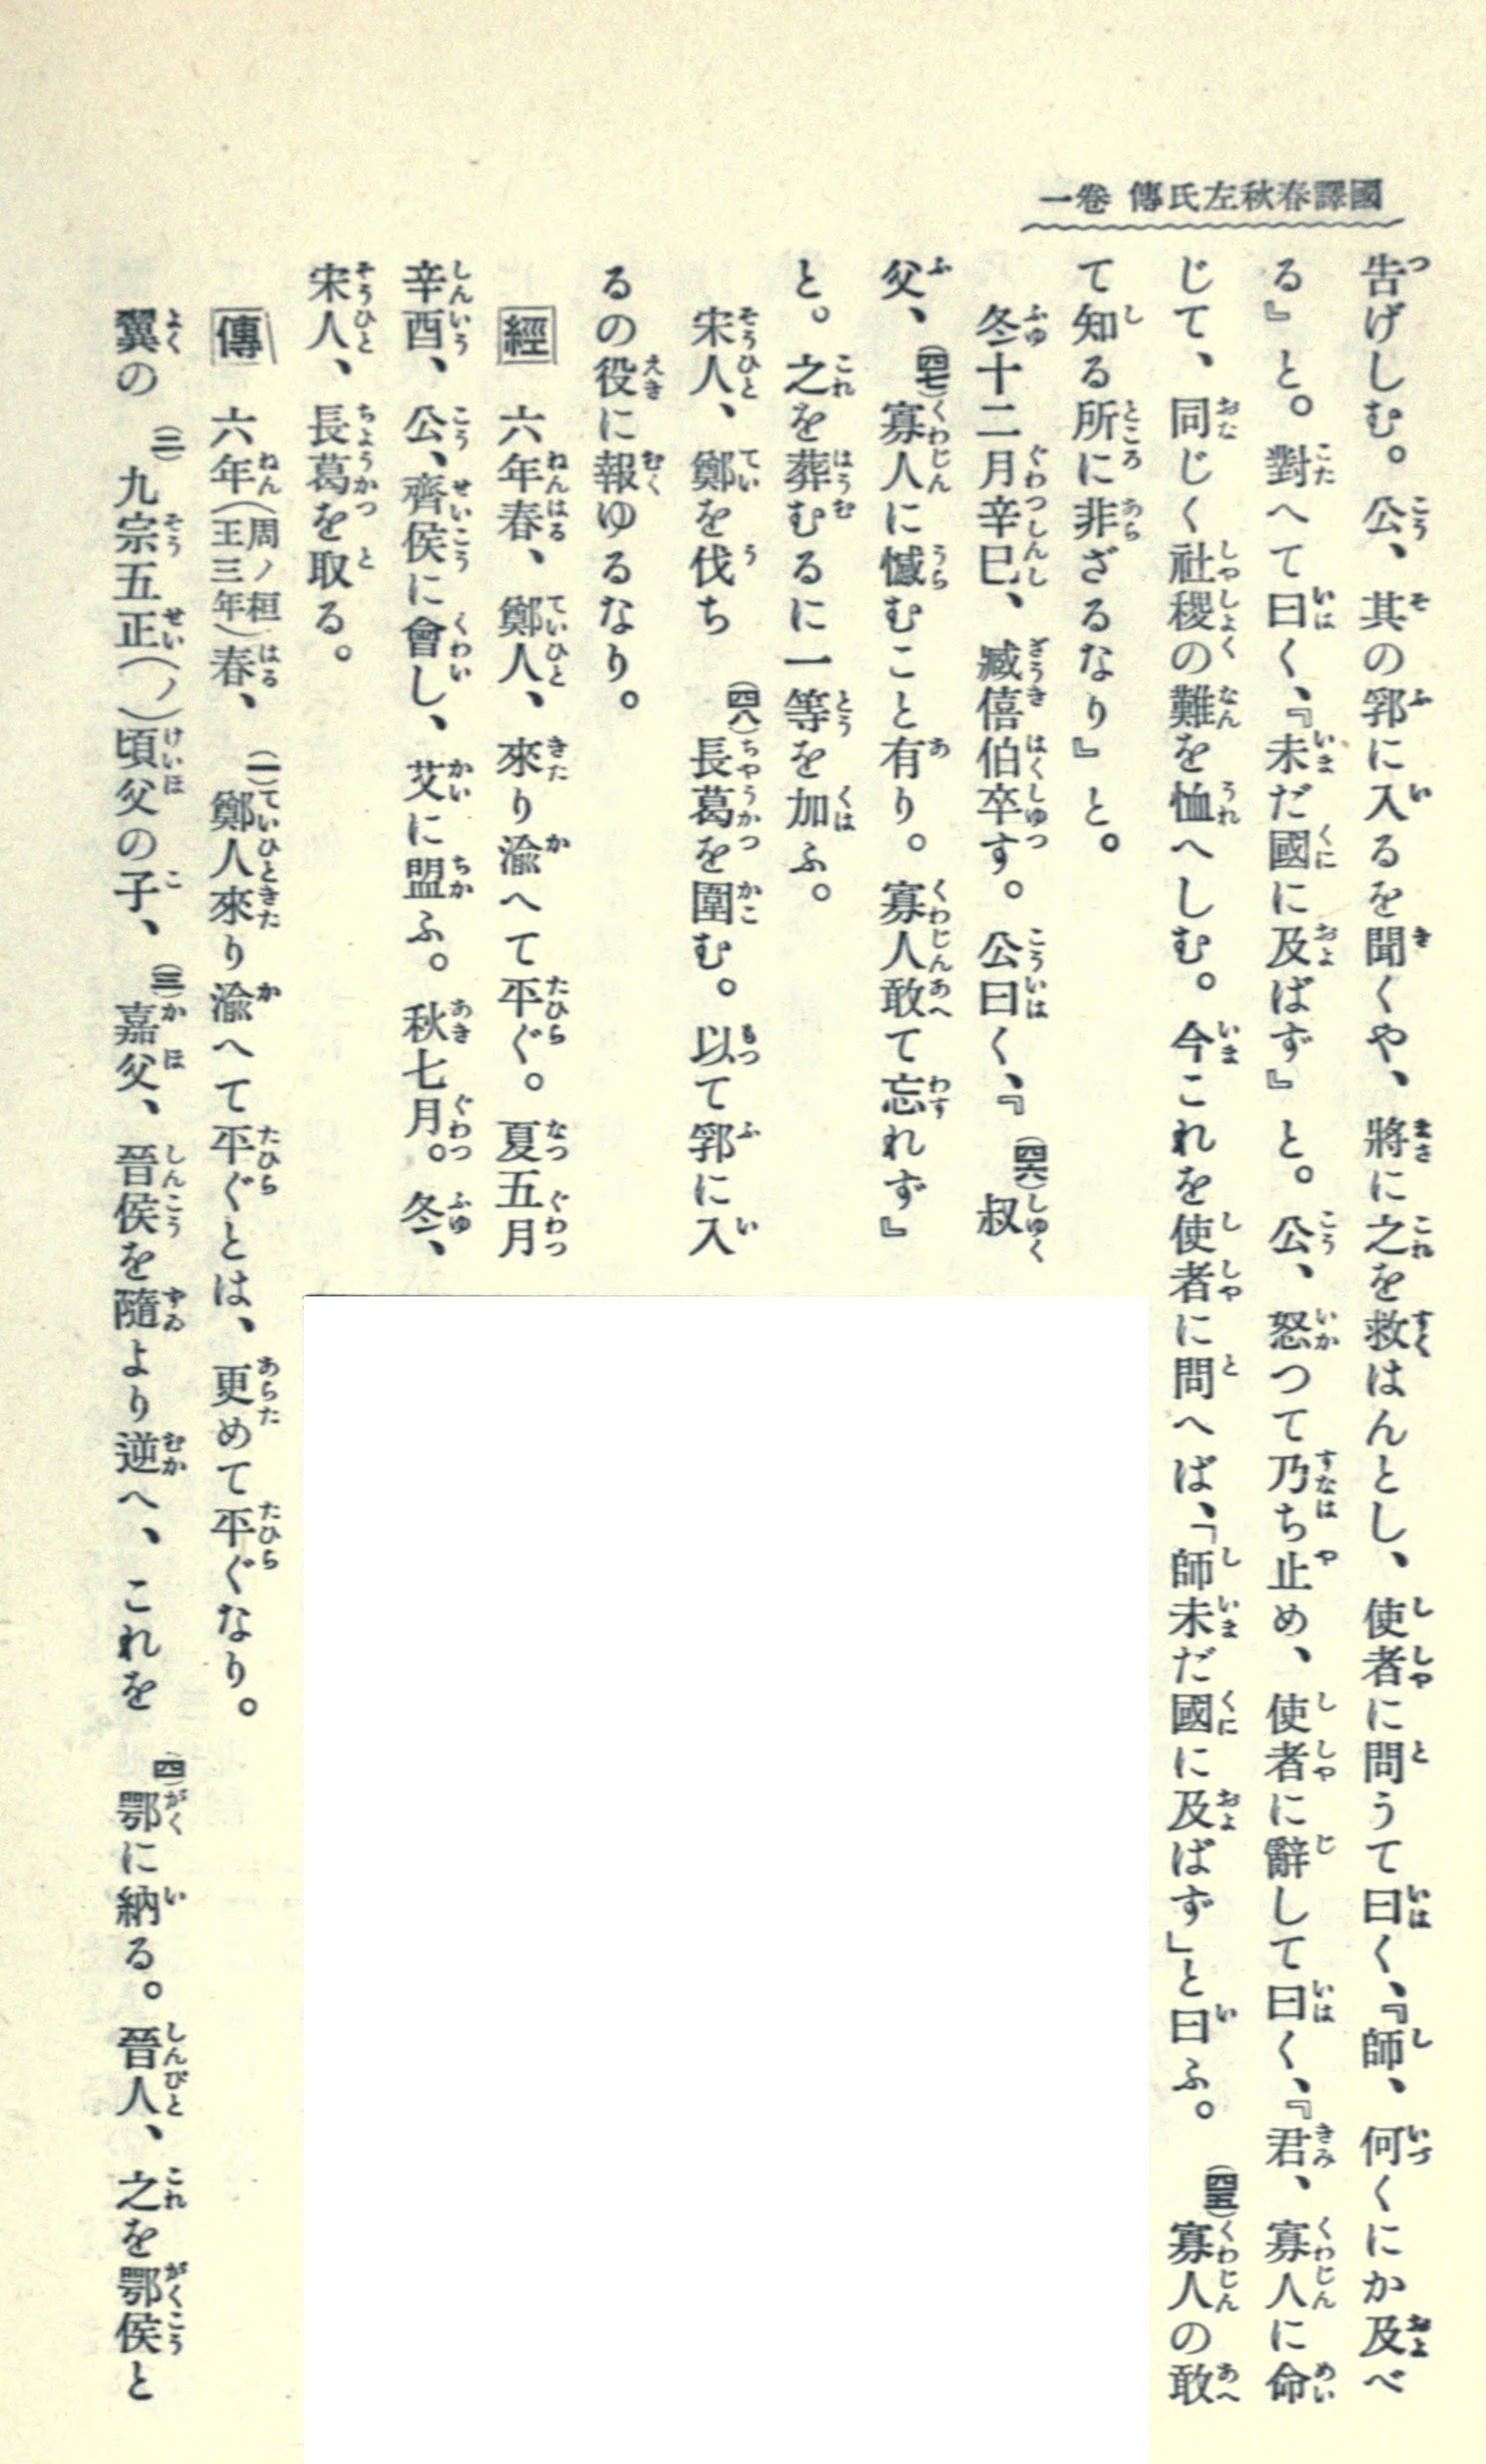 國譯春秋左氏傳 卷一
告げしむ。公、其の郛に入るを聞くや、將に之を救はんとし、使者に問うて曰く、『師、何くにか及べ
る』と。對へて曰く、『未だ國に及ばず』と。公、怒つて乃ち止め、使者に辭して曰く、『君、寡人に命
じて、同じく社稷の難を恤へしむ。今これを使者に問へば、「師未だ國に及ばず」と曰ふ。(四五)寡人の敢
て知る所に非ざるなり』と。
冬十二月辛巳、臧僖伯卒す。公曰く、『(四六)叔
父、(四七)寡人に憾むこと有り。寡人敢て忘れず』
と。之を葬むるに一等を加ふ。
宋人、鄭を伐ち(四八)長葛を圍む。以て郛に入
るの役に報ゆるなり。
經 六年春、鄭人、來り渝へて平ぐ。夏五月
辛酉、公、齊侯に會し、艾に盟ふ。秋七月。冬、
宋人、長葛を取る。
傳 六年(周ノ桓王三年)春、(一)鄭人來り渝へて平ぐとは、更めて平ぐなり。
翼の(二)九宗五正(ノ)頃父の子、(三)嘉父、晉侯を隨より逆へ、これを(四)鄂に納る。晉人、之を鄂侯と